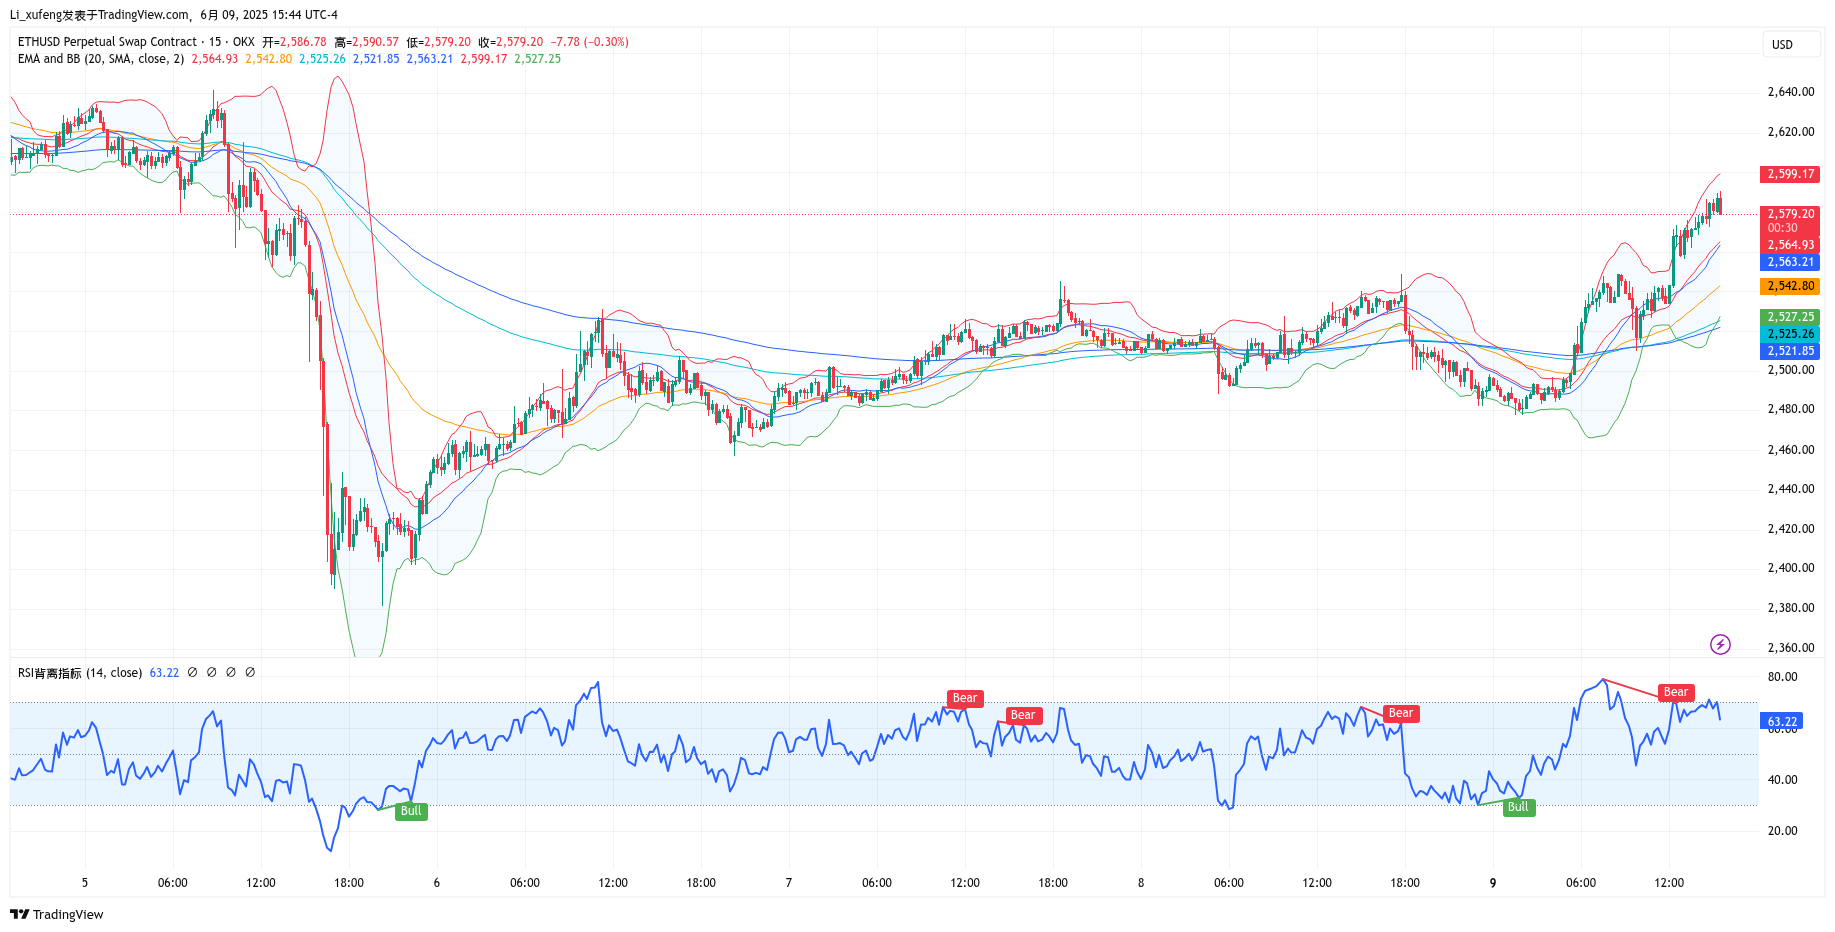 Li_xufeng发表于TradingView.com, 6月 09, 2025 15:44 UTC-4
ETHUSD Perpetual Swap Contract · 15 · OKX 开=2,586.78 高=2,590.57 低=2,579.20 收=2,579.20 −7.78 (−0.30%)
EMA and BB (20, SMA, close, 2) 2,564.93 2,542.80 2,525.26 2,521.85 2,563.21 2,599.17 2,527.25
USD
2,640.00
2,620.00
2,599.17
2,579.20
00:30
2,564.93
2,563.21
2,542.80
2,527.25
2,525.26
2,521.85
2,500.00
2,480.00
2,460.00
2,440.00
2,420.00
2,400.00
2,380.00
2,360.00
RSI背离指标 (14, close) 63.22 ∅ ∅ ∅ ∅
80.00
Bear
Bear
Bear
Bear
63.22
60.00
40.00
Bull
Bull
20.00
5 06:00 12:00 18:00 6 06:00 12:00 18:00 7 06:00 12:00 18:00 8 06:00 12:00 18:00 9 06:00 12:00
TradingView